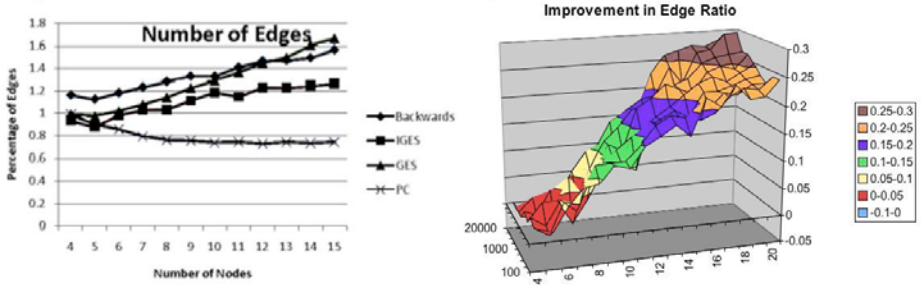 Number of Edges
Percentage of Edges
1.8
1.6
1.4
1.2
1
0.8
0.6
0.4
0.2
0
4 5 6 7 8 9 10 11 12 13 14 15
Number of Nodes
Backwards
IGES
GES
PC
Improvement in Edge Ratio
0.3
0.25
0.2
0.15
0.1
0.05
0
-0.05
20000
1000
100
4 6 8 10 12 14 16 18 20
0.25-0.3
0.2-0.25
0.15-0.2
0.1-0.15
0.05-0.1
0-0.05
-0.1-0